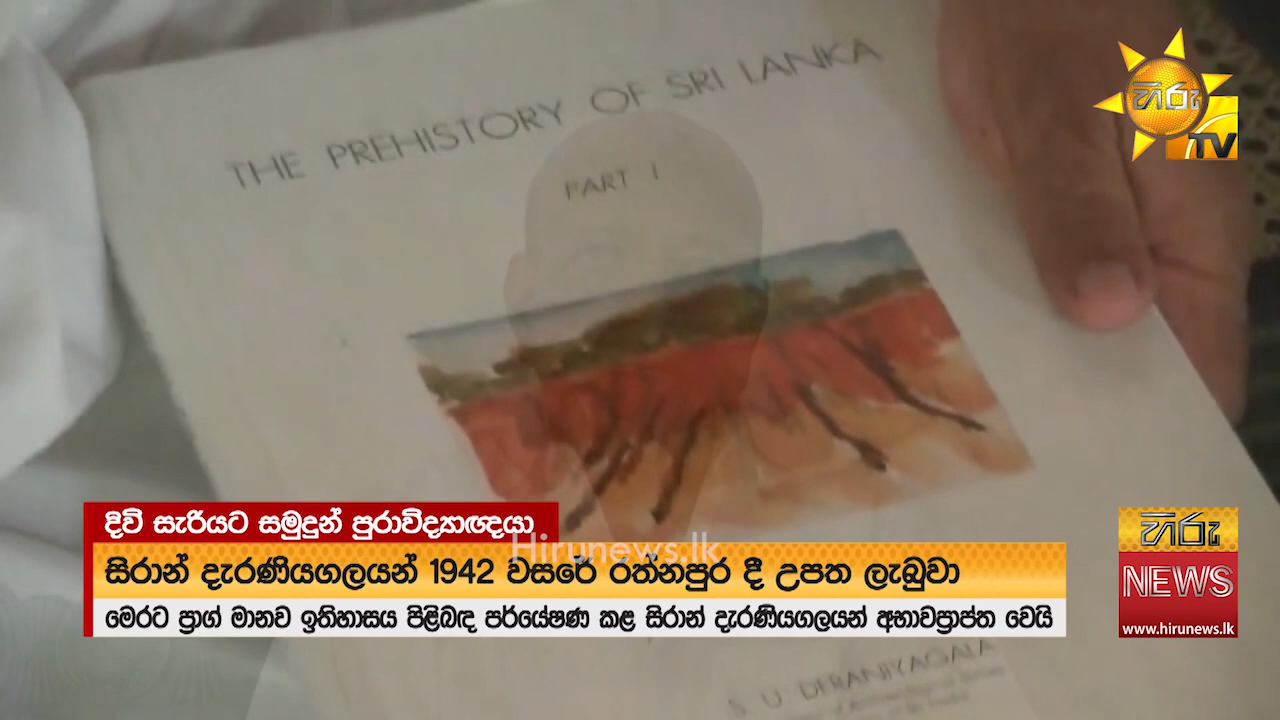 THE PREHISTORY OF SRI LANKA
PART I
හිරු
TV
දිවි සැරියට සමුදුන් පුරාවිද්‍යාඥයා
Hirunews.lk
සිරාන් දැරණියගලයන් 1942 වසරේ රත්නපුර දී උපත ලැබුවා
මෙරට ප්‍රාග් මානව ඉතිහාසය පිළිබඳ පර්යේෂණ කළ සිරාන් දැරණියගලයන් අභාවප්‍රාප්ත වෙයි
හිරු
NEWS
www.hirunews.lk
S. U. DERANIYAGALA